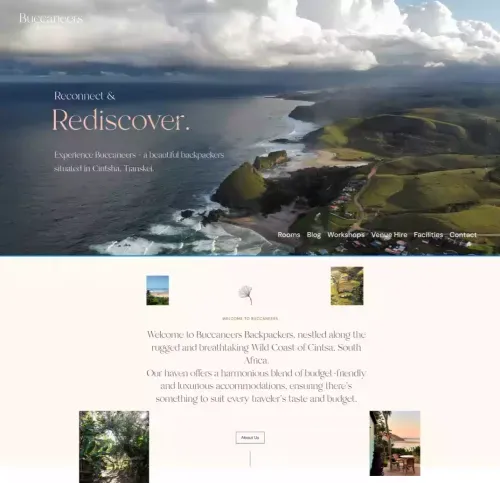 Buccaneers
Reconnect &
Rediscover.
Experience Buccaneers - a beautiful backpackers
situated in Cintsha, Transkei
Rooms Blog Workshops Venue Hire Facilities Contact
WELCOME TO BUCCANEERS
Welcome to Buccaneers Backpackers, nestled along the
rugged and breathtaking Wild Coast of Cintsa, South
Africa.
Our haven offers a harmonious blend of budget-friendly
and luxurious accommodations, ensuring there's
something to suit every traveler's taste and budget.
About Us